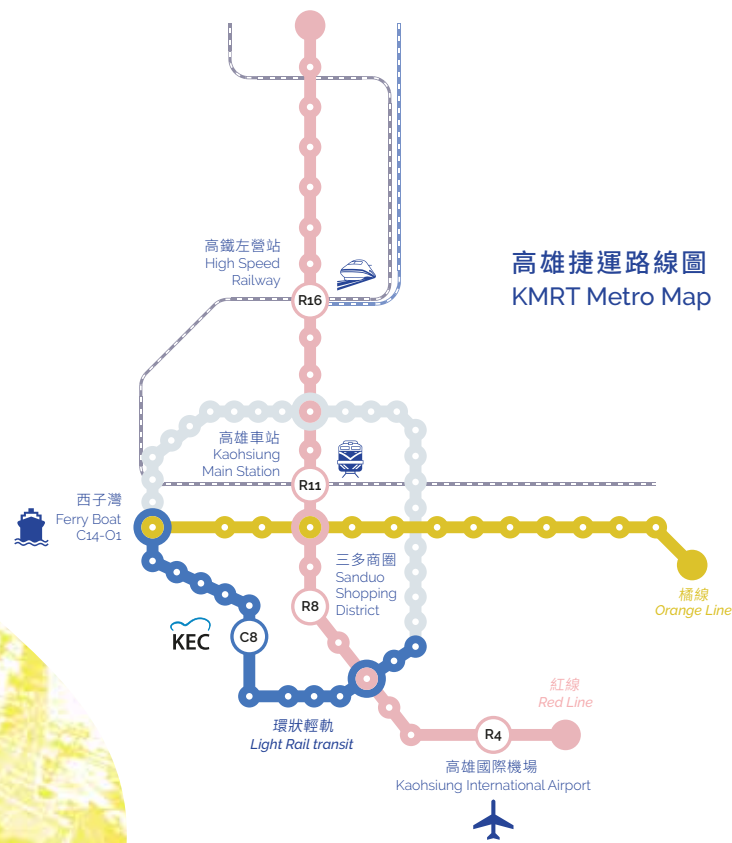 高鐵左營站
High Speed
Railway
R16
高雄捷運路線圖
KMRT Metro Map
高雄車站
Kaohsiung
Main Station
R11
西子灣
Ferry Boat
C14-O1
三多商圈
Sanduo
Shopping
District
R8
橘線
Orange Line
KEC
C8
紅線
Red Line
環狀輕軌
Light Rail transit
R4
高雄國際機場
Kaohsiung International Airport